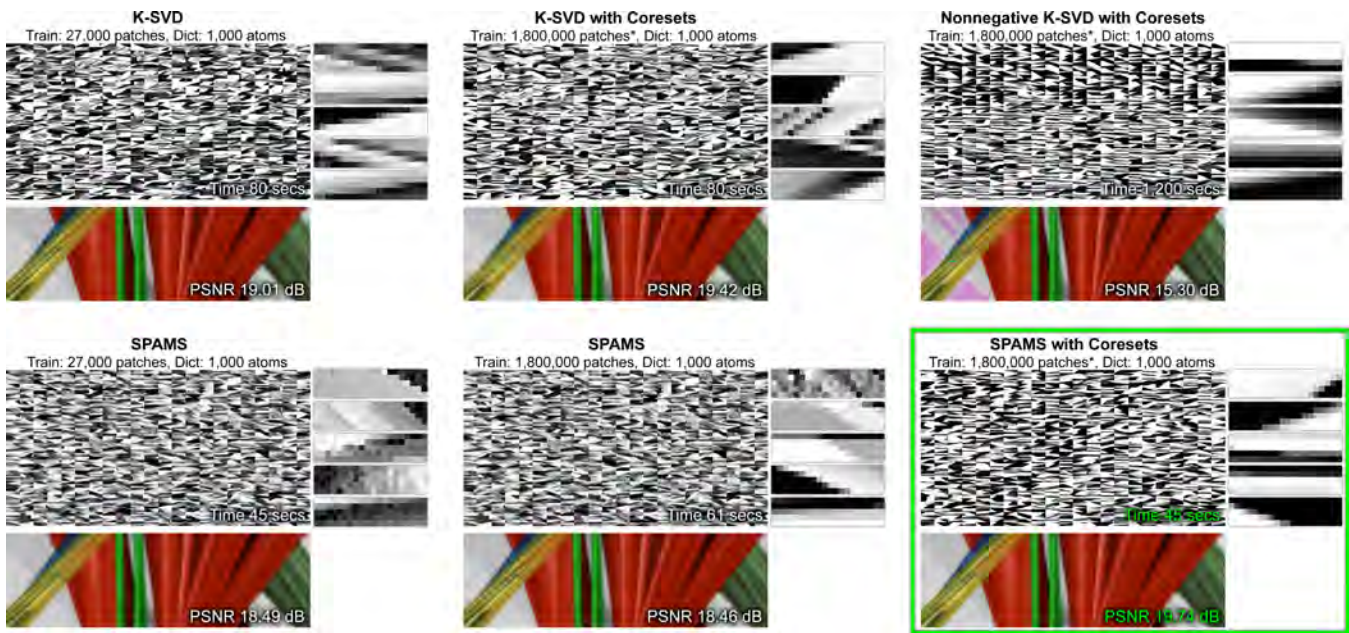 K-SVD
Train: 27,000 patches, Dict: 1,000 atoms
Time 80 secs
PSNR 19.01 dB
K-SVD with Coresets
Train: 1,800,000 patches*, Dict: 1,000 atoms
Time 80 secs
PSNR 19.42 dB
Nonnegative K-SVD with Coresets
Train: 1,800,000 patches*, Dict: 1,000 atoms
Time 1,200 secs
PSNR 15.30 dB
SPAMS
Train: 27,000 patches, Dict: 1,000 atoms
Time 45 secs
PSNR 18.49 dB
SPAMS
Train: 1,800,000 patches, Dict: 1,000 atoms
Time 61 secs
PSNR 18.46 dB
SPAMS with Coresets
Train: 1,800,000 patches*, Dict: 1,000 atoms
Time 45 secs
PSNR 19.74 dB